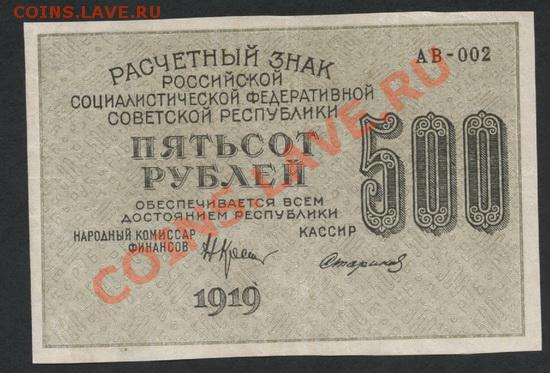 COINS.LAVE.RU
АВ-002
РАСЧЕТНЫЙ ЗНАК
РОССИЙСКОЙ
СОЦИАЛИСТИЧЕСКОЙ ФЕДЕРАТИВНОЙ
СОВЕТСКОЙ РЕСПУБЛИКИ
ПЯТЬСОТ
РУБЛЕЙ
500
ОБЕСПЕЧИВАЕТСЯ ВСЕМ
ДОСТОЯНИЕМ РЕСПУБЛИКИ
НАРОДНЫЙ КОМИССАР
ФИНАНСОВ
КАССИР
Стариков
1919
COINS.LAVE.RU